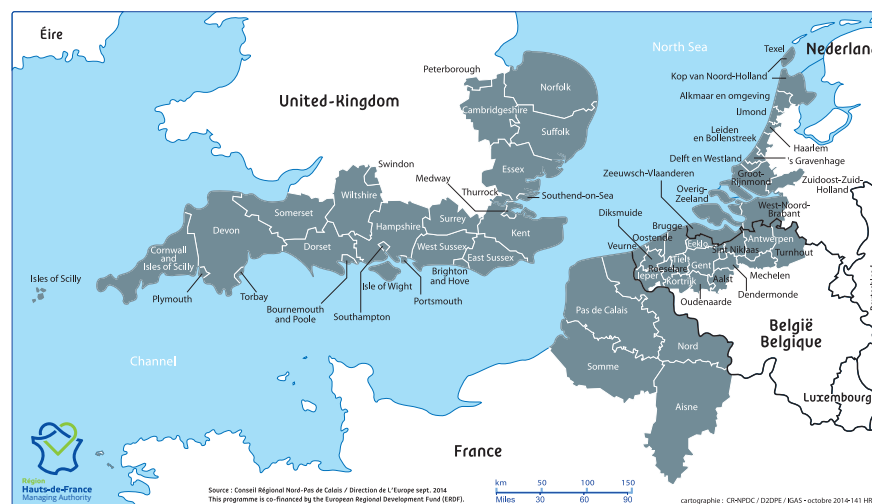 Éire
North Sea
Texel
Nederland
Kop van Noord-Holland
Peterborough
Norfolk
United-Kingdom
Cambridgeshire
Alkmaar en omgeving
IJmond
Suffolk
Leiden
en Bollenstreek
Haarlem
Swindon
Essex
Delft en Westland
's Gravenhage
Medway
Zeeuwsch-Vlaanderen
Groot-
Rijnmond
Zuidoost-Zuid-
Holland
Wiltshire
Thurrock
Southend-on-Sea
Overig-
Zeeland
West-Noord-
Brabant
Somerset
Surrey
Diksmuide
Devon
Hampshire
Kent
Brugge
Oostende
Feelg
Sint Niklaas
Antwerpen
Cornwall
and
Isles of Scilly
Dorset
West Sussex
East Sussex
Veurne
Tielt
Turnhout
Roeselare
Gent
Ieper
Kortrijk
Aalst
Mechelen
Isles of Scilly
Plymouth
Torbay
Bournemouth
and Poole
Southampton
Isle of Wight
Portsmouth
Brighton
and Hove
Oudenaarde
Dendermonde
Pas de Calais
België
Belgique
Nord
Channel
Somme
Luxembourg
Aisne
France
Région
Hauts-de-France
Managing Authority
km 50 100 150
Miles 30 60 90
Source : Conseil Régional Nord-Pas de Calais / Direction de L'Europe sept. 2014
This programme is co-financed by the European Regional Development Fund (ERDF).
cartographie : CR-NPDC / D2DPE / IGAS - octobre 2014-141 HR